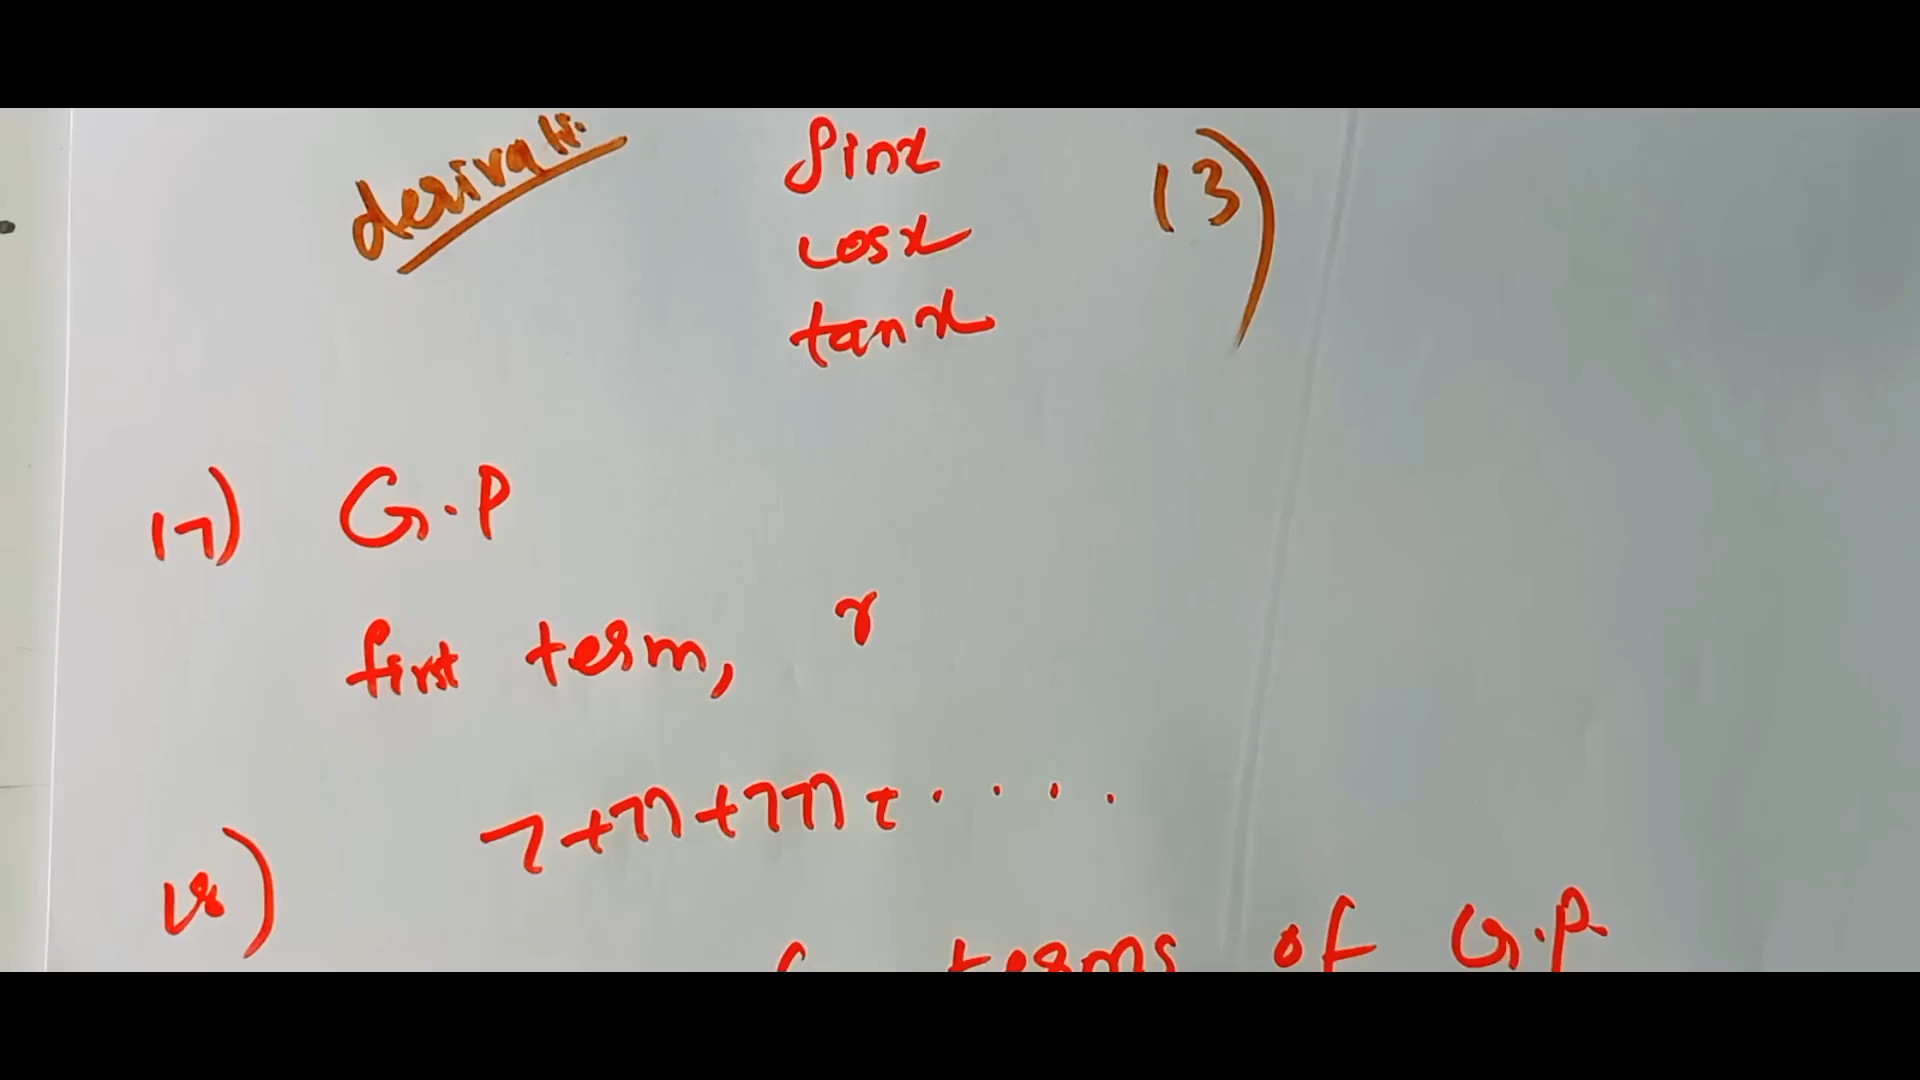 derivati.
sinx
cosx
tanx
13)
17) G.P
first term, r
7+77+777+....
18)
terms of G.P.